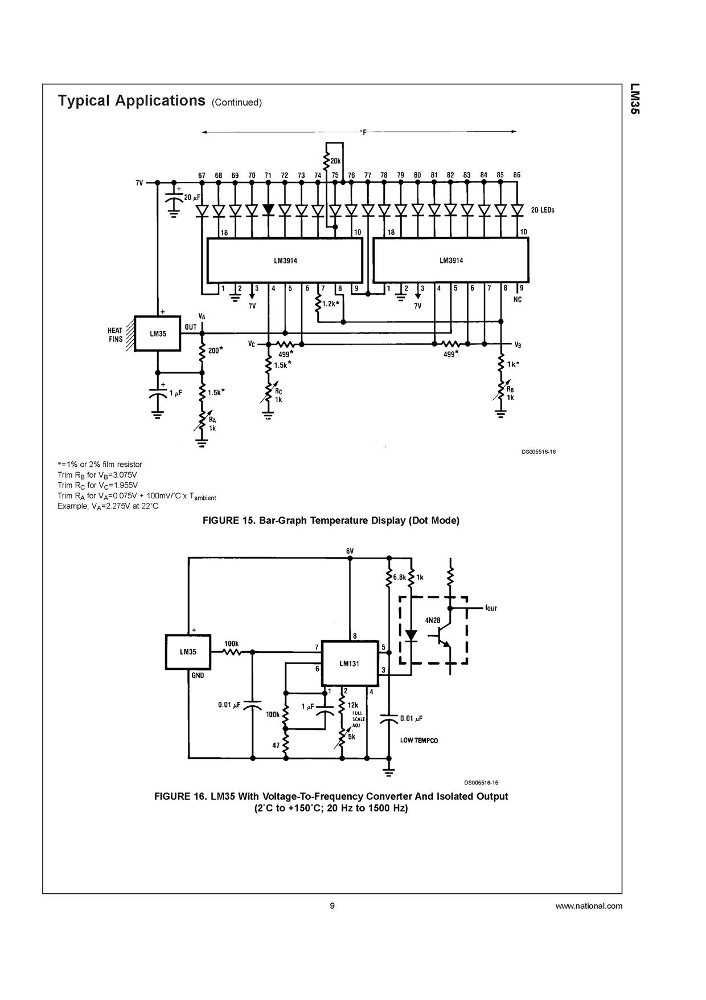 LM35
Typical Applications (Continued)
°F
20k
67 68 69 70 71 72 73 74 75 76 77 78 79 80 81 82 83 84 85 86
7V
+
20 µF
20 LEDs
18 10 18 10
LM3914 LM3914
1 2 3 4 5 6 7 8 9 1 2 3 4 5 6 7 8 9
7V 1.2k* 7V NC
+
VA
HEAT FINS
LM35
OUT
200*
VC
499*
499*
VB
1.5k*
1k*
+
1 µF
1.5k*
RC
1k
RB
1k
RA
1k
DS005516-16
*=1% or 2% film resistor
Trim RB for VB=3.075V
Trim RC for VC=1.955V
Trim RA for VA=0.075V + 100mV/˚C x Tambient
Example, VA=2.275V at 22˚C
FIGURE 15. Bar-Graph Temperature Display (Dot Mode)
6V
6.8k 1k
fOUT
4N28
+
LM35
GND
100k
8
7 5
LM131
6 3
1 2 4
0.01 µF
100k
1 µF
12k
FULL
SCALE
ADJ
5k
47
0.01 µF
LOW TEMPCO
DS005516-15
FIGURE 16. LM35 With Voltage-To-Frequency Converter And Isolated Output
(2˚C to +150˚C; 20 Hz to 1500 Hz)
9
www.national.com